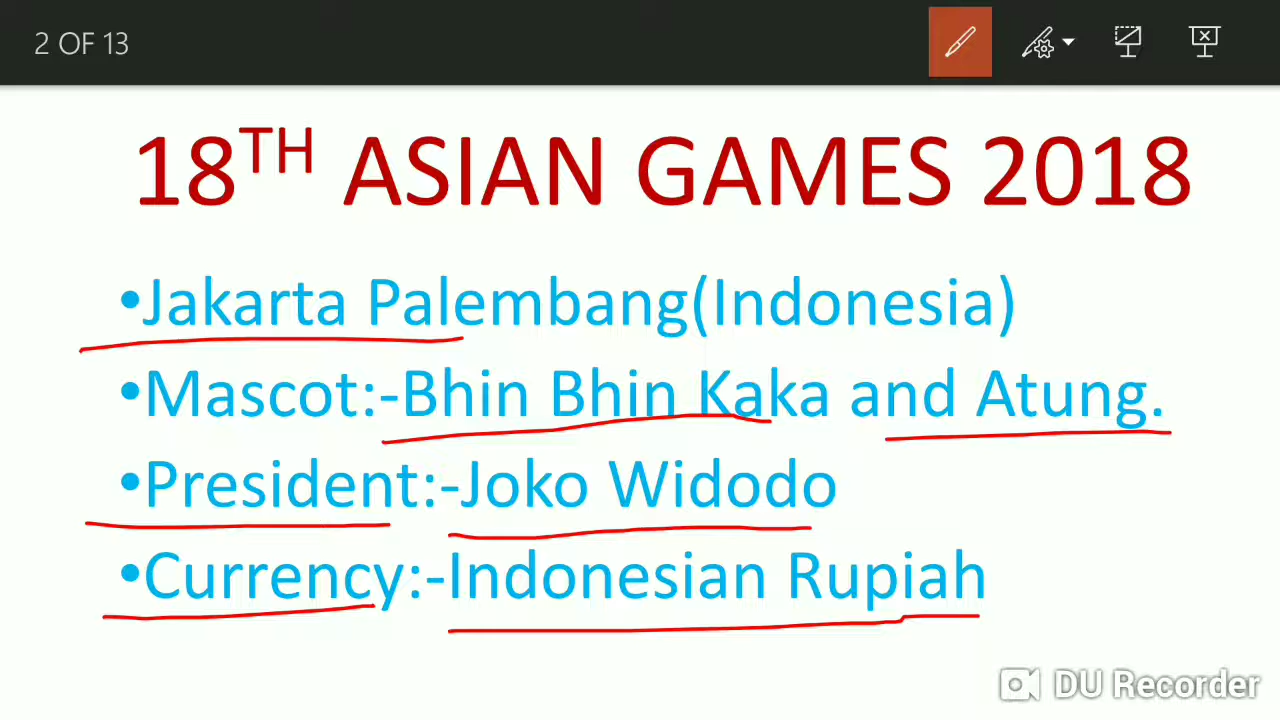 2 OF 13
18TH ASIAN GAMES 2018
•Jakarta Palembang(Indonesia)
•Mascot:-Bhin Bhin Kaka and Atung.
•President:-Joko Widodo
•Currency:-Indonesian Rupiah
DU Recorder